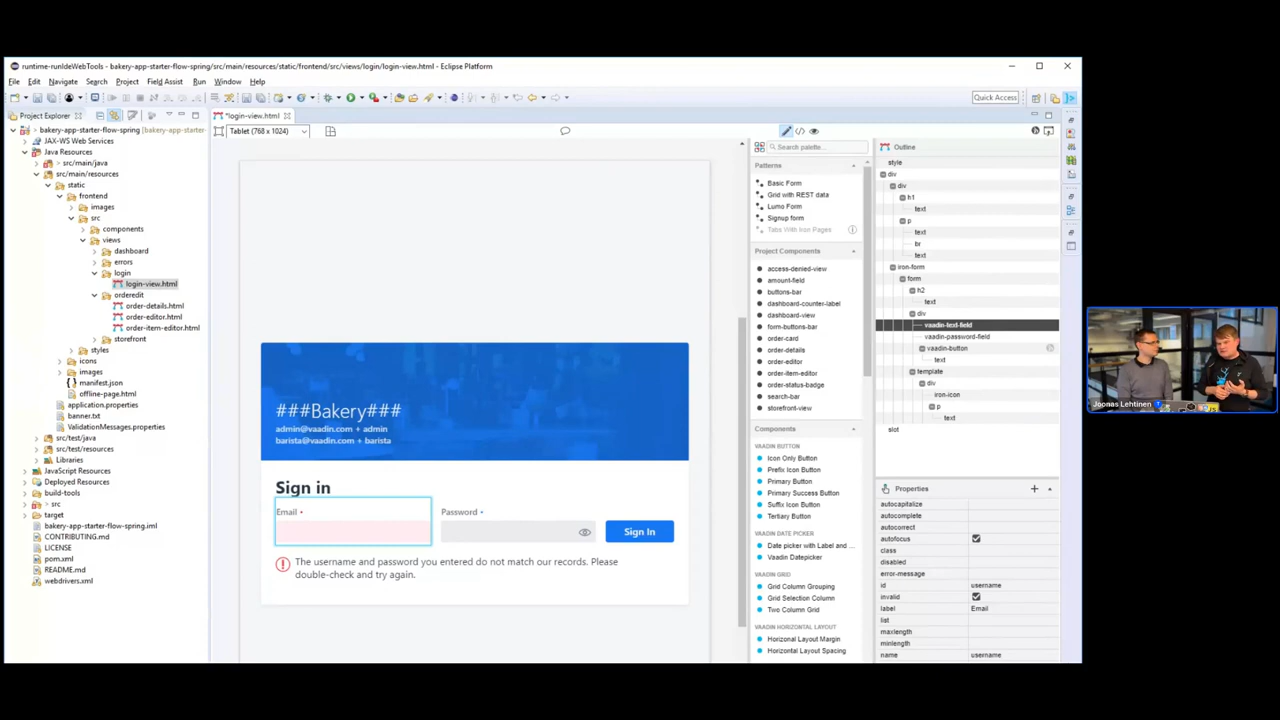 runtime-runIdeWebTools - bakery-app-starter-flow-spring/src/main/resources/static/frontend/src/views/login/login-view.html - Eclipse Platform
File Edit Navigate Search Project Field Assist Run Window Help
Quick Access
Project Explorer
bakery-app-starter-flow-spring [bakery-app-starter-
JAX-WS Web Services
Java Resources
> src/main/java
src/main/resources
static
frontend
images
src
components
views
dashboard
errors
login
login-view.html
orderedit
order-details.html
order-editor.html
order-item-editor.html
storefront
styles
icons
images
manifest.json
offline-page.html
application.properties
banner.txt
ValidationMessages.properties
src/test/java
src/test/resources
Libraries
JavaScript Resources
Deployed Resources
build-tools
> src
target
bakery-app-starter-flow-spring.iml
CONTRIBUTING.md
LICENSE
pom.xml
README.md
webdrivers.xml
*login-view.html
Tablet (768 x 1024)
###Bakery###
admin@vaadin.com + admin
barista@vaadin.com + barista
Sign in
Email •
Password •
Sign In
The username and password you entered do not match our records. Please
double-check and try again.
Search palette...
Patterns
Basic Form
Grid with REST data
Lumo Form
Signup form
Tabs With Iron Pages
Project Components
access-denied-view
amount-field
buttons-bar
dashboard-counter-label
dashboard-view
form-buttons-bar
order-card
order-details
order-editor
order-item-editor
order-status-badge
search-bar
storefront-view
Components
VAADIN BUTTON
Icon Only Button
Prefix Icon Button
Primary Button
Primary Success Button
Suffix Icon Button
Tertiary Button
VAADIN DATE PICKER
Date picker with Label and ...
Vaadin Datepicker
VAADIN GRID
Grid Column Grouping
Grid Selection Column
Two Column Grid
VAADIN HORIZONTAL LAYOUT
Horizonal Layout Margin
Horizontal Layout Spacing
Outline
style
div
div
h1
text
p
text
br
text
iron-form
form
h2
text
div
vaadin-text-field
vaadin-password-field
vaadin-button
text
template
div
iron-icon
p
text
slot
Properties
autocapitalize
autocomplete
autocorrect
autofocus
class
disabled
error-message
id username
invalid
label Email
list
maxlength
minlength
name username
Joonas Lehtinen